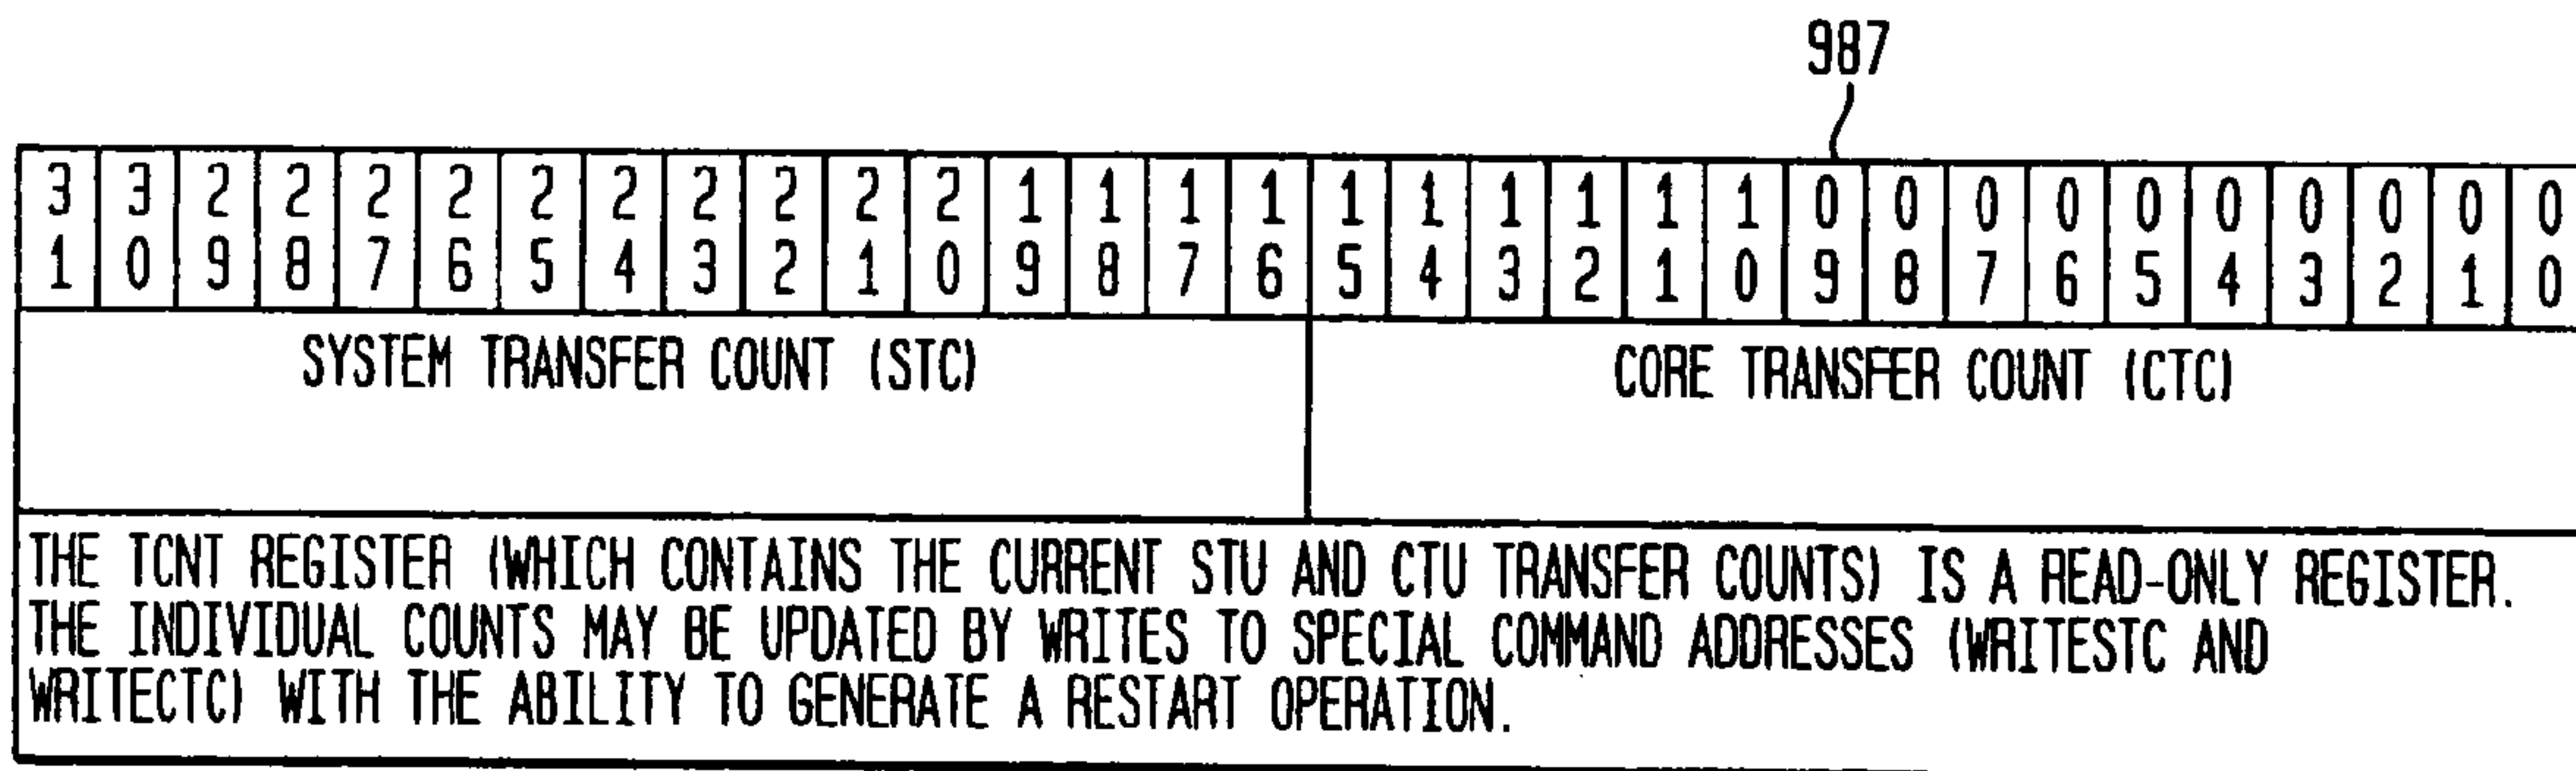 987
3 3 2 2 2 2 2 2 2 2 2 2 1 1 1 1 1 1 1 1 1 1 0 0 0 0 0 0 0 0 0 0
1 0 9 8 7 6 5 4 3 2 1 0 9 8 7 6 5 4 3 2 1 0 9 8 7 6 5 4 3 2 1 0
SYSTEM TRANSFER COUNT (STC) CORE TRANSFER COUNT (CTC)
THE TCNT REGISTER (WHICH CONTAINS THE CURRENT STU AND CTU TRANSFER COUNTS) IS A READ-ONLY REGISTER.
THE INDIVIDUAL COUNTS MAY BE UPDATED BY WRITES TO SPECIAL COMMAND ADDRESSES (WRITESTC AND
WRITECTC) WITH THE ABILITY TO GENERATE A RESTART OPERATION.